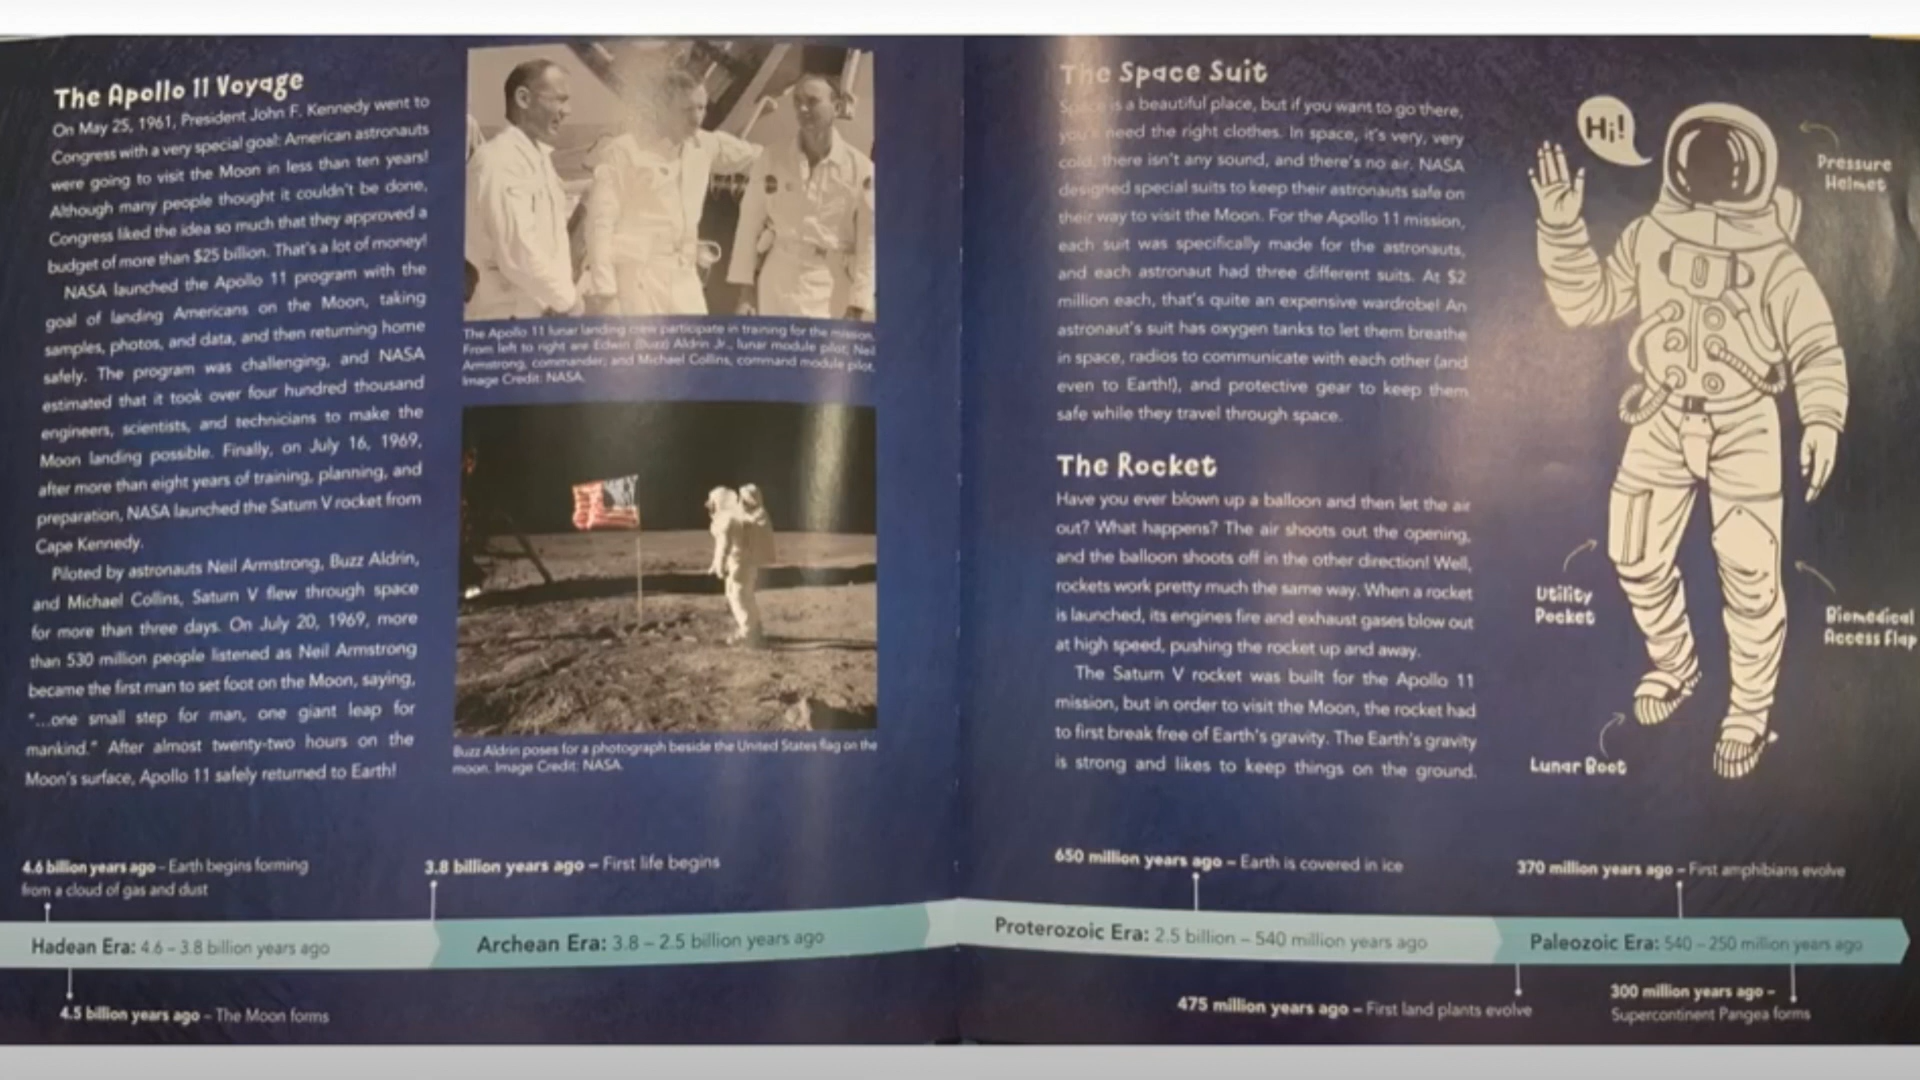 The Apollo 11 Voyage
On May 25, 1961, President John F. Kennedy went to
Congress with a very special goal: American astronauts
were going to visit the Moon in less than ten years!
Although many people thought it couldn't be done,
Congress liked the idea so much that they approved a
budget of more than $25 billion. That's a lot of money!
NASA launched the Apollo 11 program with the
goal of landing Americans on the Moon, taking
samples, photos, and data, and then returning home
safely. The program was challenging, and NASA
estimated that it took over four hundred thousand
engineers, scientists, and technicians to make the
Moon landing possible. Finally, on July 16, 1969,
after more than eight years of training, planning, and
preparation, NASA launched the Saturn V rocket from
Cape Kennedy.
Piloted by astronauts Neil Armstrong, Buzz Aldrin,
and Michael Collins, Saturn V flew through space
for more than three days. On July 20, 1969, more
than 530 million people listened as Neil Armstrong
became the first man to set foot on the Moon, saying,
"...one small step for man, one giant leap for
mankind." After almost twenty-two hours on the
Moon's surface, Apollo 11 safely returned to Earth!
The Apollo 11 lunar landing crew participate in training for the mission.
From left to right are Edwin (Buzz) Aldrin Jr., lunar module pilot; Neil
Armstrong, commander; and Michael Collins, command module pilot.
Image Credit: NASA.
Buzz Aldrin poses for a photograph beside the United States flag on the
moon. Image Credit: NASA.
The Space Suit
Space is a beautiful place, but if you want to go there,
you'll need the right clothes. In space, it's very, very
cold, there isn't any sound, and there's no air. NASA
designed special suits to keep their astronauts safe on
their way to visit the Moon. For the Apollo 11 mission,
each suit was specifically made for the astronauts,
and each astronaut had three different suits. At $2
million each, that's quite an expensive wardrobe! An
astronaut's suit has oxygen tanks to let them breathe
in space, radios to communicate with each other (and
even to Earth!), and protective gear to keep them
safe while they travel through space.
The Rocket
Have you ever blown up a balloon and then let the air
out? What happens? The air shoots out the opening,
and the balloon shoots off in the other direction! Well,
rockets work pretty much the same way. When a rocket
is launched, its engines fire and exhaust gases blow out
at high speed, pushing the rocket up and away.
The Saturn V rocket was built for the Apollo 11
mission, but in order to visit the Moon, the rocket had
to first break free of Earth's gravity. The Earth's gravity
is strong and likes to keep things on the ground.
Hi!
Pressure
Helmet
Utility
Pocket
Biomedical
Access Flap
Lunar Boot
4.6 billion years ago – Earth begins forming
from a cloud of gas and dust
3.8 billion years ago – First life begins
650 million years ago – Earth is covered in ice
370 million years ago – First amphibians evolve
Hadean Era: 4.6 – 3.8 billion years ago
Archean Era: 3.8 – 2.5 billion years ago
Proterozoic Era: 2.5 billion – 540 million years ago
Paleozoic Era: 540 – 250 million years ago
4.5 billion years ago – The Moon forms
475 million years ago – First land plants evolve
300 million years ago –
Supercontinent Pangea forms